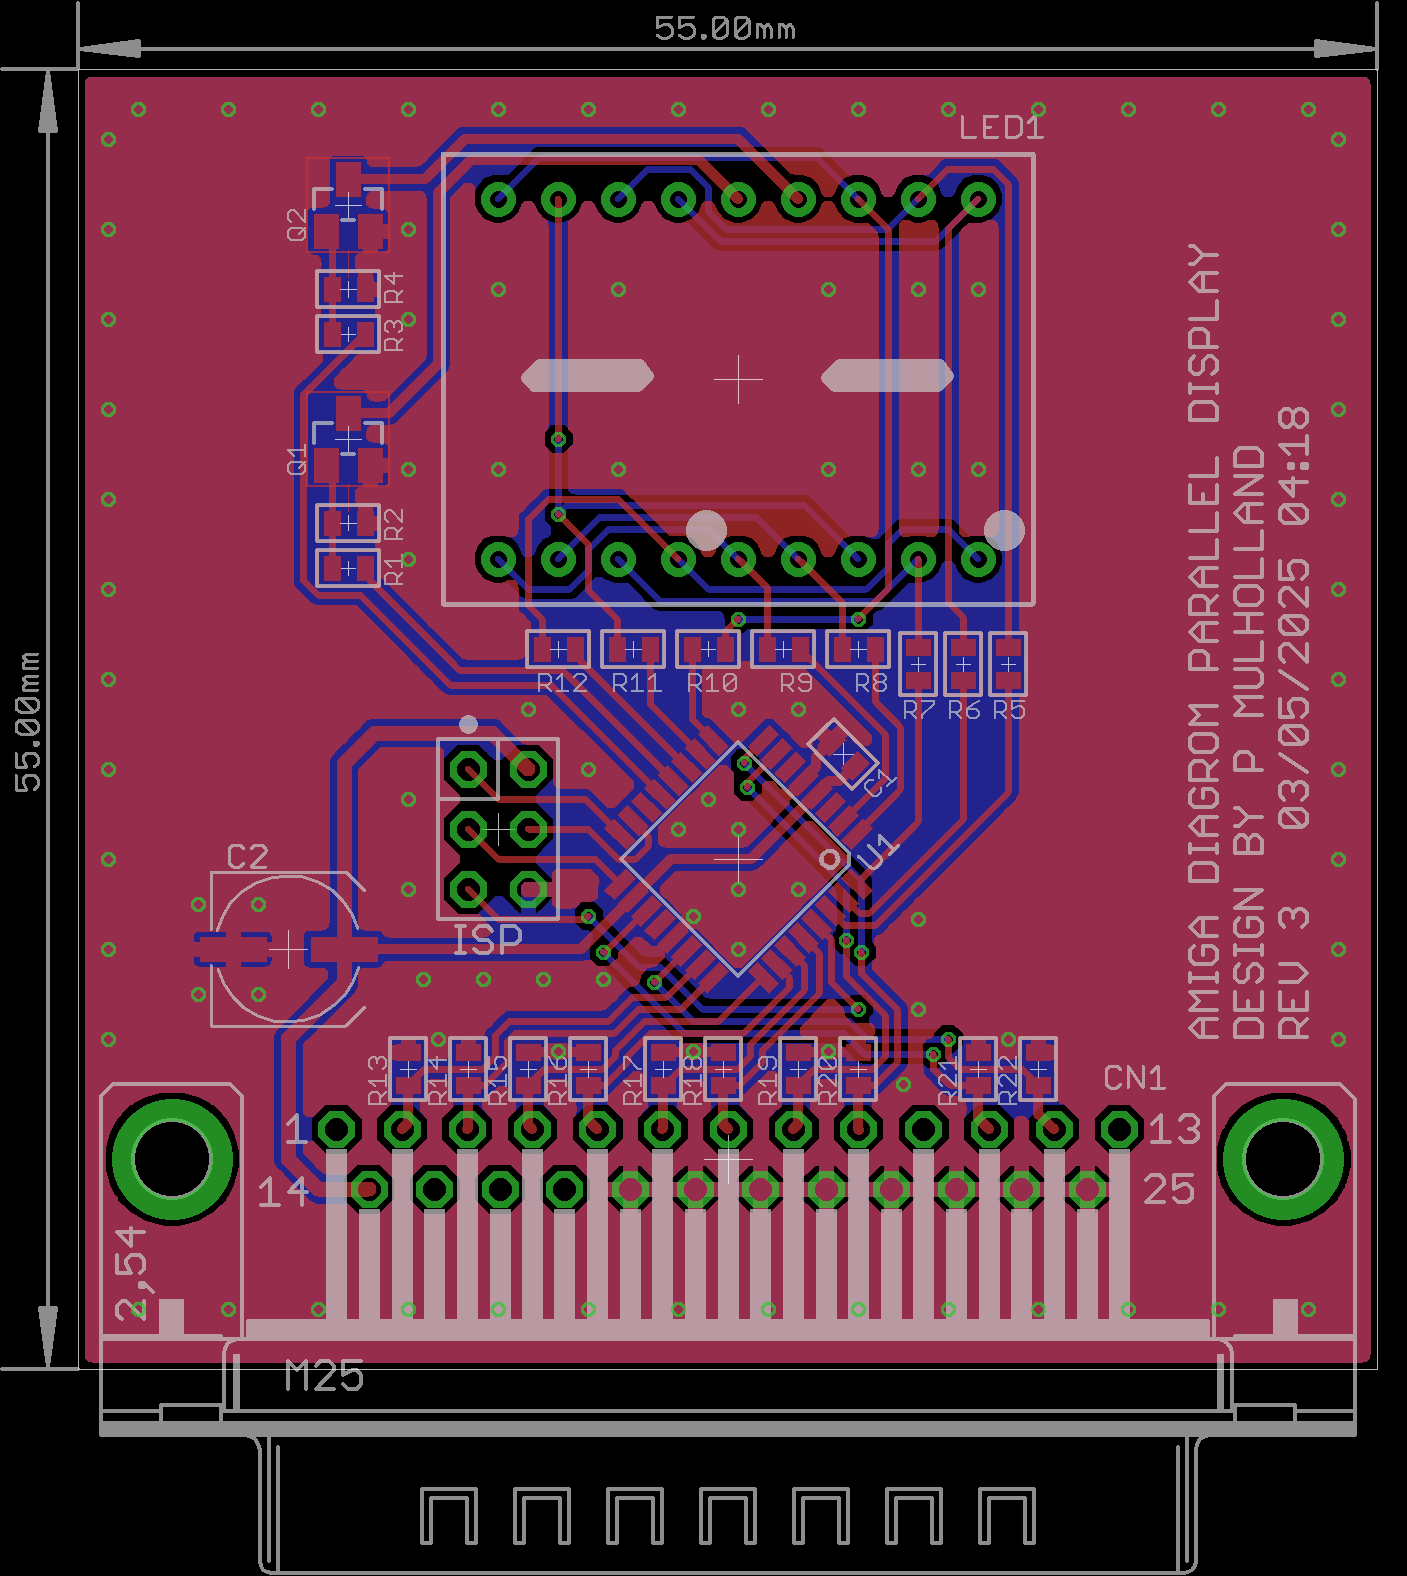 55.00mm
LED1
Q2
R4
R3
Q1
R2
R1
R12
R11
R10
R9
R8
R7
R6
R5
55.00mm
C1
U1
C2
ISP
R13
R14
R15
R16
R17
R18
R19
R20
R21
R22
CN1
1
13
14
25
2,54
M25
AMIGA DIAGROM PARALLEL DISPLAY
DESIGN BY P MULHOLLAND
REV 3 03/05/2025 04:18